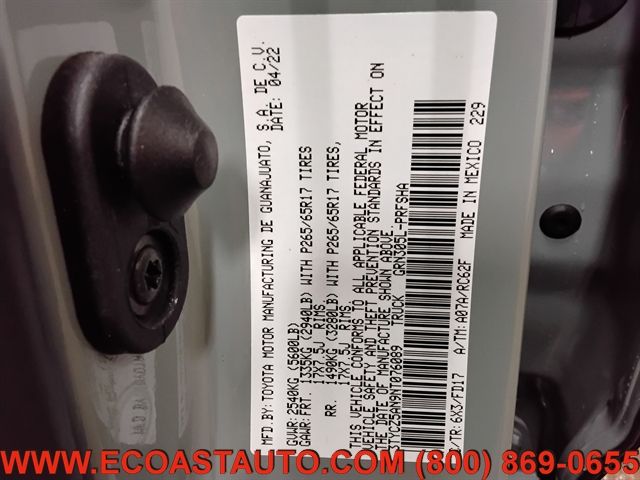 MFD.BY: TOYOTA MOTOR MANUFACTURING DE GUANAJUATO, S.A. DE C.V.
DATE: 04/22
GVWR: 2540KG (5600LB)
GAWR: FRT. 1335KG (2940LB) WITH P265/65R17 TIRES
17X7.5J RIMS
RR. 1490KG (3280LB) WITH P265/65R17 TIRES,
17X7.5J RIMS
THIS VEHICLE CONFORMS TO ALL APPLICABLE FEDERAL MOTOR
VEHICLE SAFETY AND THEFT PREVENTION STANDARDS IN EFFECT ON
THE DATE OF MANUFACTURE SHOWN ABOVE.
3TYCZ5AN9NT076089 TRUCK GRN305L-PRFSHA
/TR: 6X3/FD17 A/TM: A07A/RC62F MADE IN MEXICO 229
WWW.ECOASTAUTO.COM (800) 869-0655